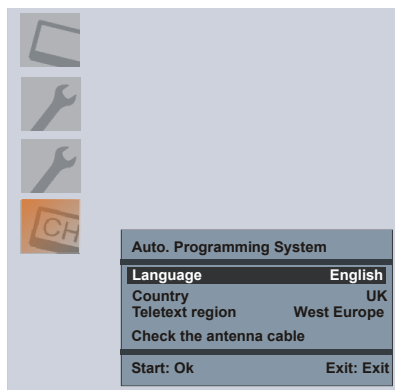 CH
Auto. Programming System
Language English
Country UK
Teletext region West Europe
Check the antenna cable
Start: Ok Exit: Exit